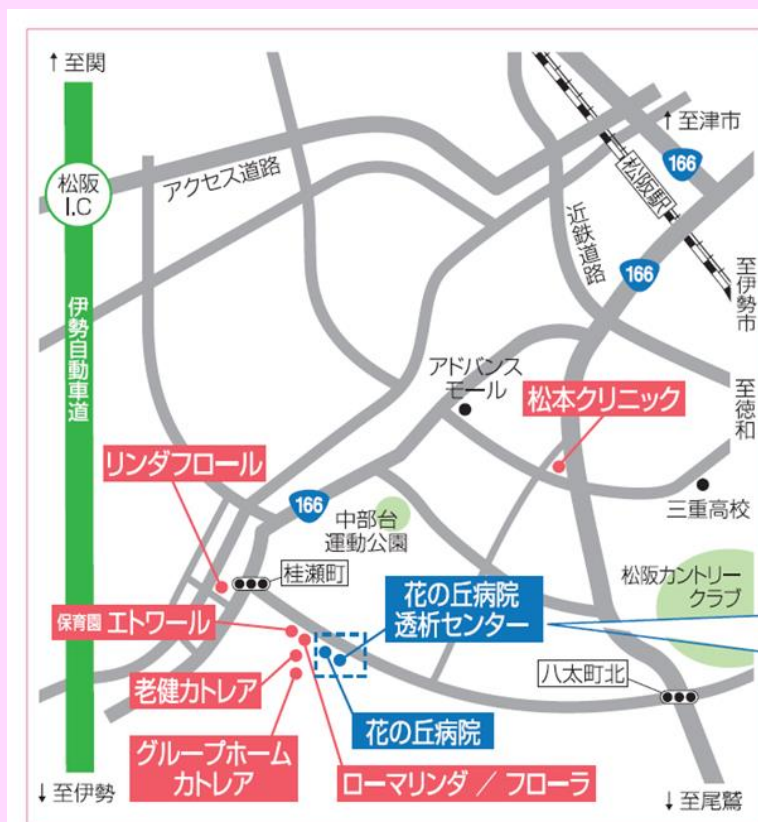 ↑至関
↑至津市
松阪
I.C
アクセス道路
166
松阪駅
近鉄道路
166
至伊勢市
伊勢自動車道
アドバンス
モール
松本クリニック
至徳和
リンダフロール
166
中部台
運動公園
三重高校
桂瀬町
松阪カントリー
クラブ
花の丘病院
透析センター
保育園 エトワール
老健カトレア
八太町北
花の丘病院
グループホーム
カトレア
ローマリンダ / フローラ
↓至伊勢
↓至尾鷲